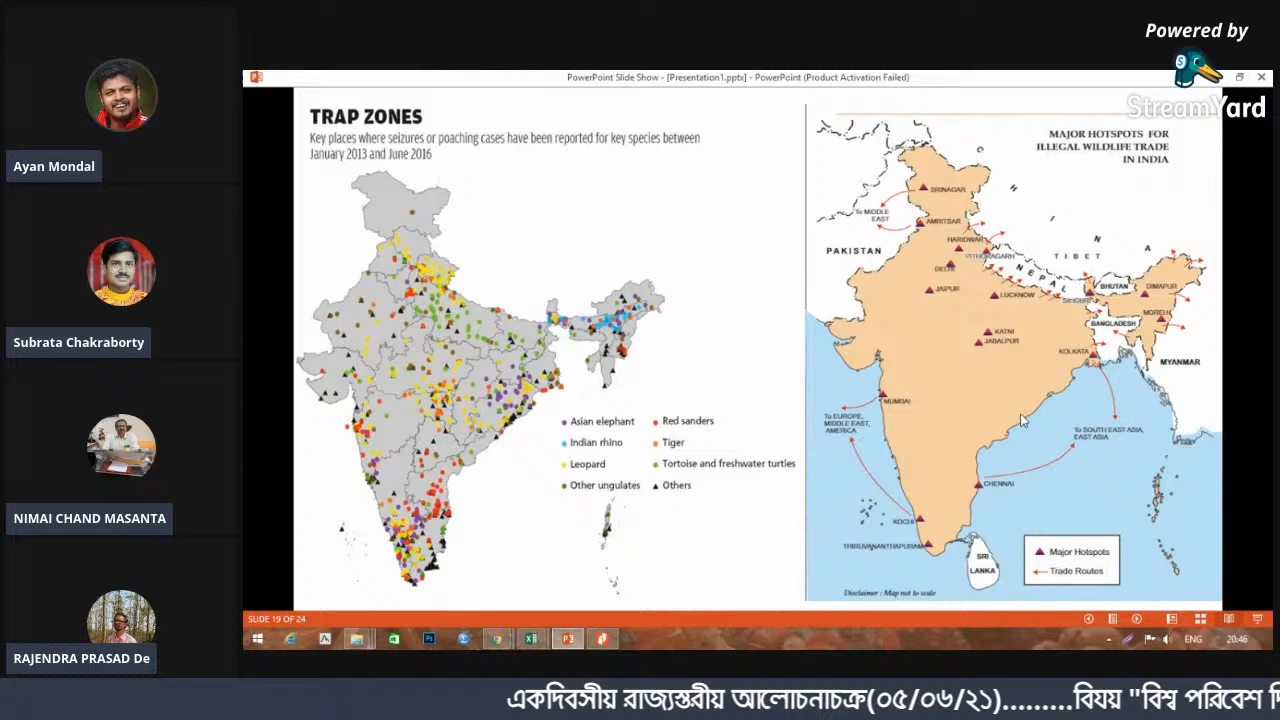 Powered by
StreamYard
Ayan Mondal
Subrata Chakraborty
NIMAI CHAND MASANTA
RAJENDRA PRASAD De
PowerPoint Slide Show - [Presentation1.pptx] - PowerPoint (Product Activation Failed)
TRAP ZONES
Key places where seizures or poaching cases have been reported for key species between
January 2013 and June 2016
Asian elephant
Red sanders
Indian rhino
Tiger
Leopard
Tortoise and freshwater turtles
Other ungulates
Others
MAJOR HOTSPOTS FOR
ILLEGAL WILDLIFE TRADE
IN INDIA
C
H
I
N
A
SRINAGAR
To MIDDLE
EAST
AMRITSAR
PAKISTAN
HARIDWAR
PITHORAGARH
TIBET
DELHI
NEPAL
JAIPUR
LUCKNOW
SILIGURI
BHUTAN
DIMAPUR
MOREH
BANGLADESH
KATNI
JABALPUR
KOLKATA
MYANMAR
MUMBAI
To EUROPE,
MIDDLE EAST,
AMERICA
To SOUTH EAST ASIA,
EAST ASIA
CHENNAI
KOCHI
THIRUVANANTHAPURAM
SRI
LANKA
Major Hotspots
Trade Routes
Disclaimer : Map not to scale
SLIDE 19 OF 24
ENG
20:46
একদিবসীয় রাজ্যস্তরীয় আলোচনাচক্র(০৫/০৬/২১).........বিষয় "বিশ্ব পরিবেশ